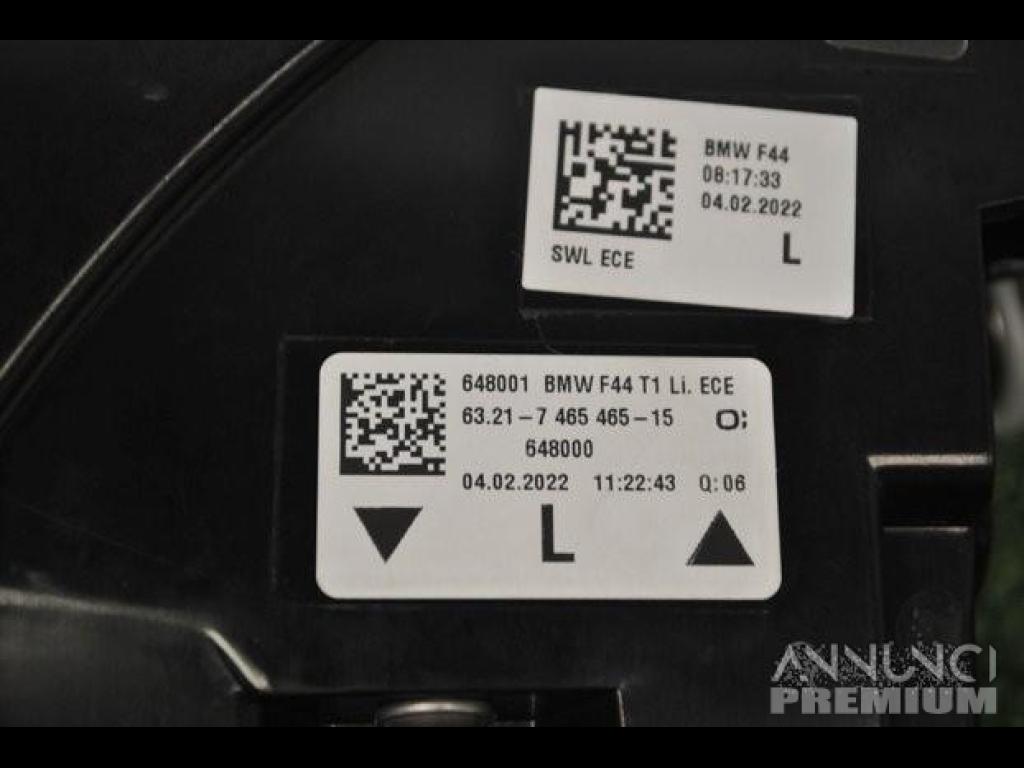 BMW F44
08:17:33
04.02.2022
SWL ECE
L
648001 BMW F44 T1 Li. ECE
63.21-7 465 465-15
648000
04.02.2022 11:22:43 Q:06
L
ANNUNCI
PREMIUM